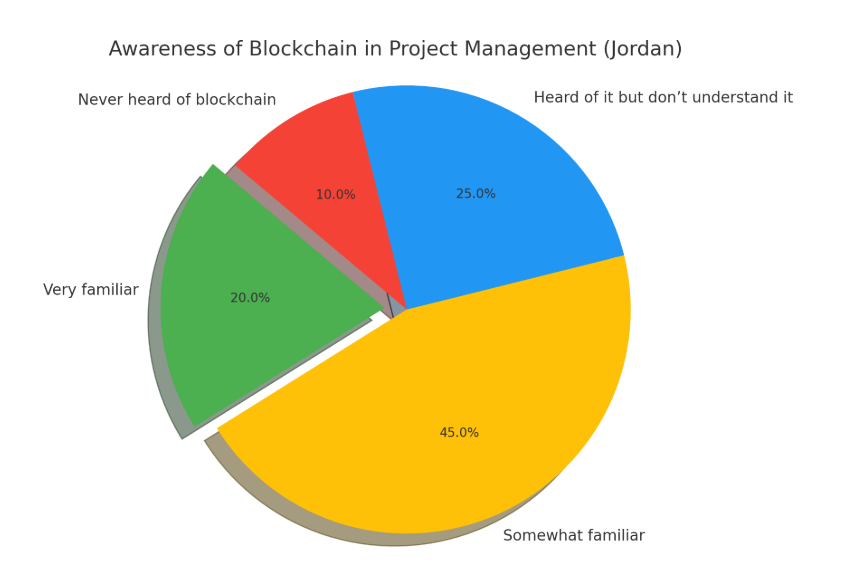 Awareness of Blockchain in Project Management (Jordan)
Never heard of blockchain
Heard of it but don’t understand it
10.0%
25.0%
Very familiar
20.0%
45.0%
Somewhat familiar